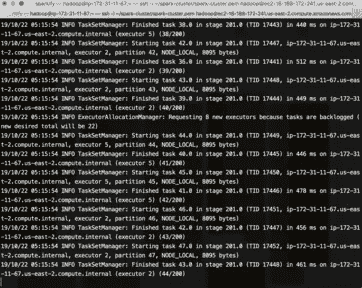 19/10/22 05:15:54 INFO TaskSetManager: Finished task 38.0 in stage 201.0 (TID 17443) in 440 ms on ip-172
-31-11-67.us-east-2.compute.internal (executor 5) (38/200)
19/10/22 05:15:54 INFO TaskSetManager: Starting task 42.0 in stage 201.0 (TID 17447, ip-172-31-11-67.us-eas
t-2.compute.internal, executor 2, partition 42, NODE_LOCAL, 8095 bytes)
19/10/22 05:15:54 INFO TaskSetManager: Finished task 36.0 in stage 201.0 (TID 17441) in 512 ms on ip-172-31
-11-67.us-east-2.compute.internal (executor 2) (39/200)
19/10/22 05:15:54 INFO TaskSetManager: Starting task 43.0 in stage 201.0 (TID 17448, ip-172-31-11-67.us-eas
t-2.compute.internal, executor 2, partition 43, NODE_LOCAL, 8095 bytes)
19/10/22 05:15:54 INFO TaskSetManager: Finished task 39.0 in stage 201.0 (TID 17444) in 449 ms on ip-172-31
-11-67.us-east-2.compute.internal (executor 2) (40/200)
19/10/22 05:15:54 INFO ExecutorAllocationManager: Requesting 8 new executors because tasks are backlogged (
new desired total will be 22)
19/10/22 05:15:54 INFO TaskSetManager: Starting task 44.0 in stage 201.0 (TID 17449,
t-2.compute.internal, executor 5, partition 44, NODE_LOCAL, 8095 bytes)
19/10/22 05:15:54 INFO TaskSetManager: Finished task 40.0 in stage 201.0 (TID 17445) in 446 ms on ip-172-31
-11-67.us-east-2.compute.internal (executor 5) (41/200)
19/10/22 05:15:54 INFO TaskSetManager: Starting task 45.0 in stage 201.0 (TID 17450,
t-2.compute.internal, executor 5, partition 45, NODE_LOCAL, 8095 bytes)
19/10/22 05:15:54 INFO TaskSetManager: Finished task 41.0 in stage 201.0 (TID 17446) in 478 ms on ip-172-31
-11-67.us-east-2.compute.internal (executor 5) (42/200)
19/10/22 05:15:54 INFO TaskSetManager: Starting task 46.0 in stage 201.0 (TID 17451, ip-172-31-11-67.us-eas
t-2.compute.internal, executor 2, partition 46, NODE_LOCAL, 8095 bytes)
19/10/22 05:15:54 INFO TaskSetManager: Finished task 42.0 in stage 201.0 (TID 17447) in 456 ms on ip-172-31
-11-67.us-east-2.compute.internal (executor 2) (43/200)
19/10/22 05:15:54 INFO TaskSetManager: Starting task 47.0 in stage 201.0 (TID 17452, ip-172-31-11-67.us-eas
t-2.compute.internal, executor 2, partition 47, NODE_LOCAL, 8095 bytes)
19/10/22 05:15:54 INFO TaskSetManager: Finished task 43.0 in stage 201.0 (TID 17448) in 461 ms on ip-172-31
-11-67.us-east-2.compute.internal (executor 2) (44/200)